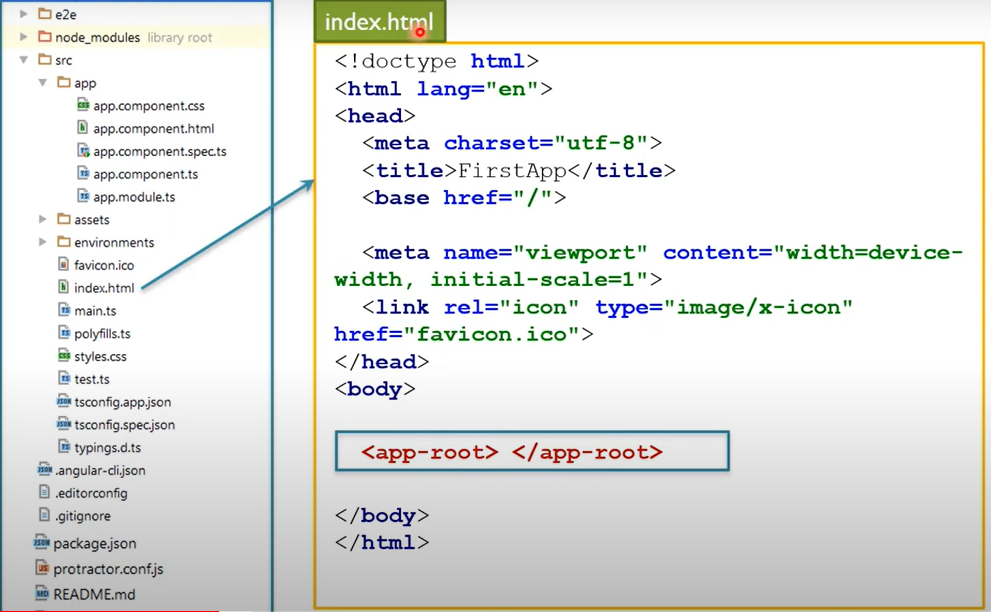 e2e
node_modules library root
src
app
app.component.css
app.component.html
app.component.spec.ts
app.component.ts
app.module.ts
assets
environments
favicon.ico
index.html
main.ts
polyfills.ts
styles.css
test.ts
tsconfig.app.json
tsconfig.spec.json
typings.d.ts
.angular-cli.json
.editorconfig
.gitignore
package.json
protractor.conf.js
README.md
index.html
<!doctype html>
<html lang="en">
<head>
<meta charset="utf-8">
<title>FirstApp</title>
<base href="/">
<meta name="viewport" content="width=device-
width, initial-scale=1">
<link rel="icon" type="image/x-icon"
href="favicon.ico">
</head>
<body>
<app-root> </app-root>
</body>
</html>